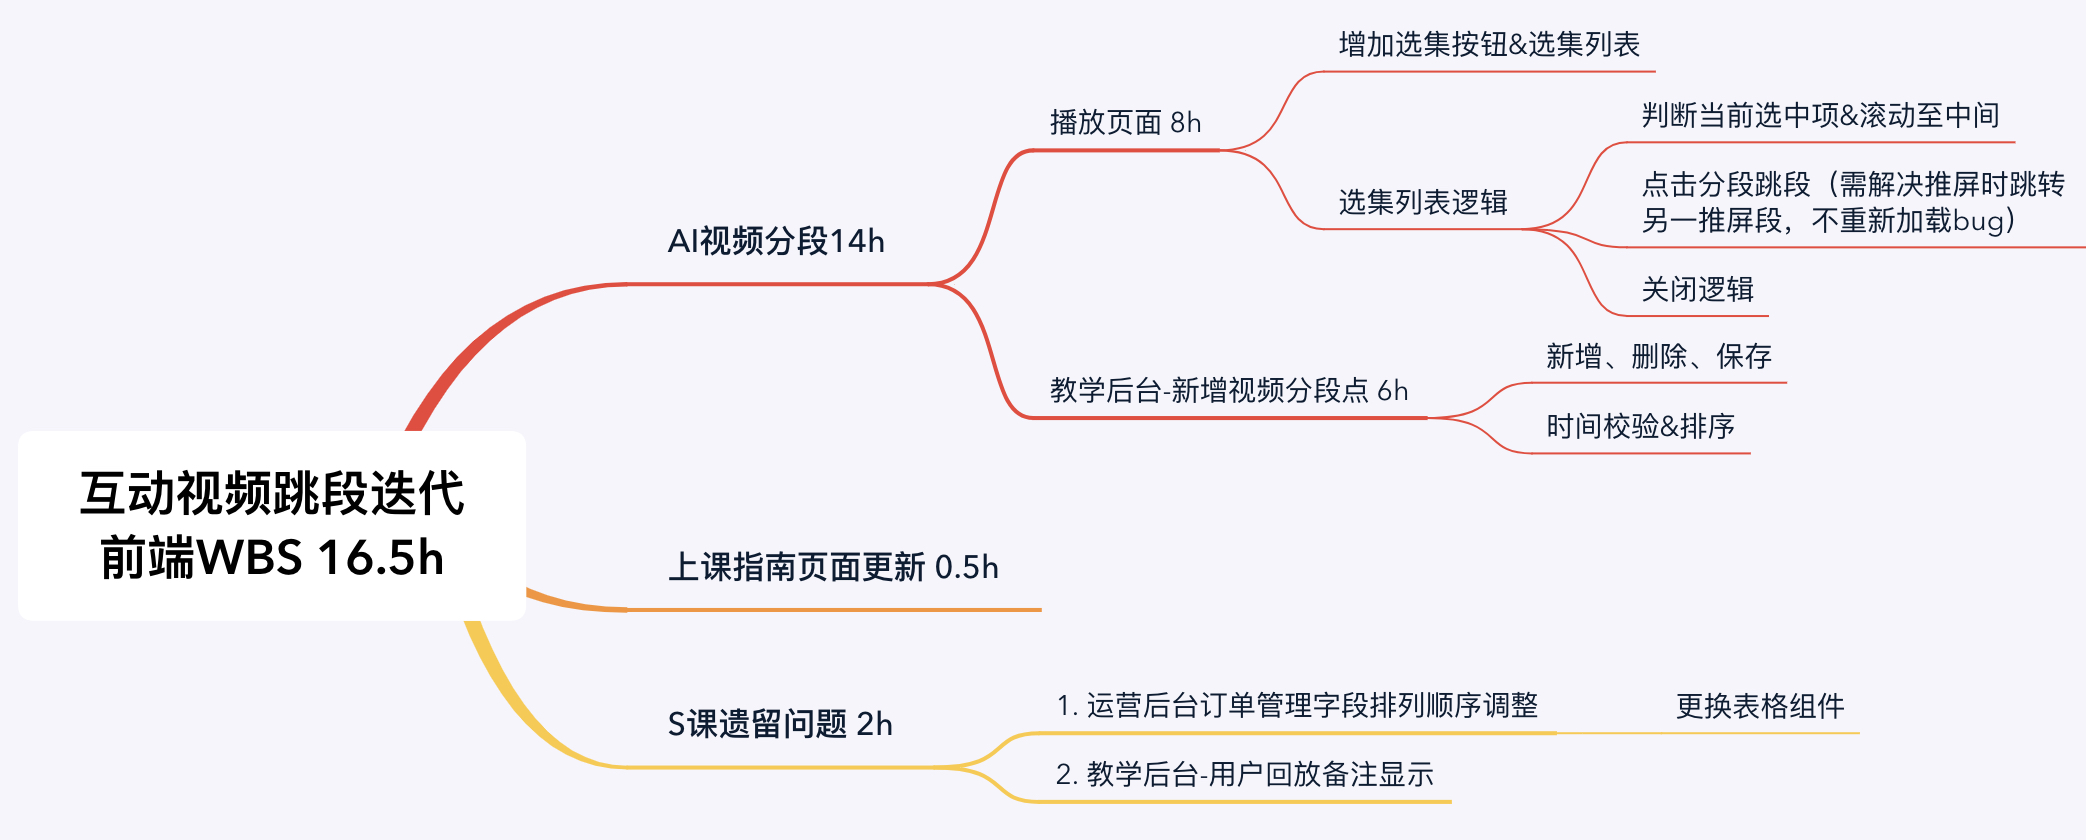 互动视频跳段迭代
前端WBS 16.5h
AI视频分段14h
播放页面 8h
增加选集按钮&选集列表
选集列表逻辑
判断当前选中项&滚动至中间
点击分段跳段（需解决推屏时跳转
另一推屏段，不重新加载bug）
关闭逻辑
教学后台-新增视频分段点 6h
新增、删除、保存
时间校验&排序
上课指南页面更新 0.5h
S课遗留问题 2h
1. 运营后台订单管理字段排列顺序调整
更换表格组件
2. 教学后台-用户回放备注显示